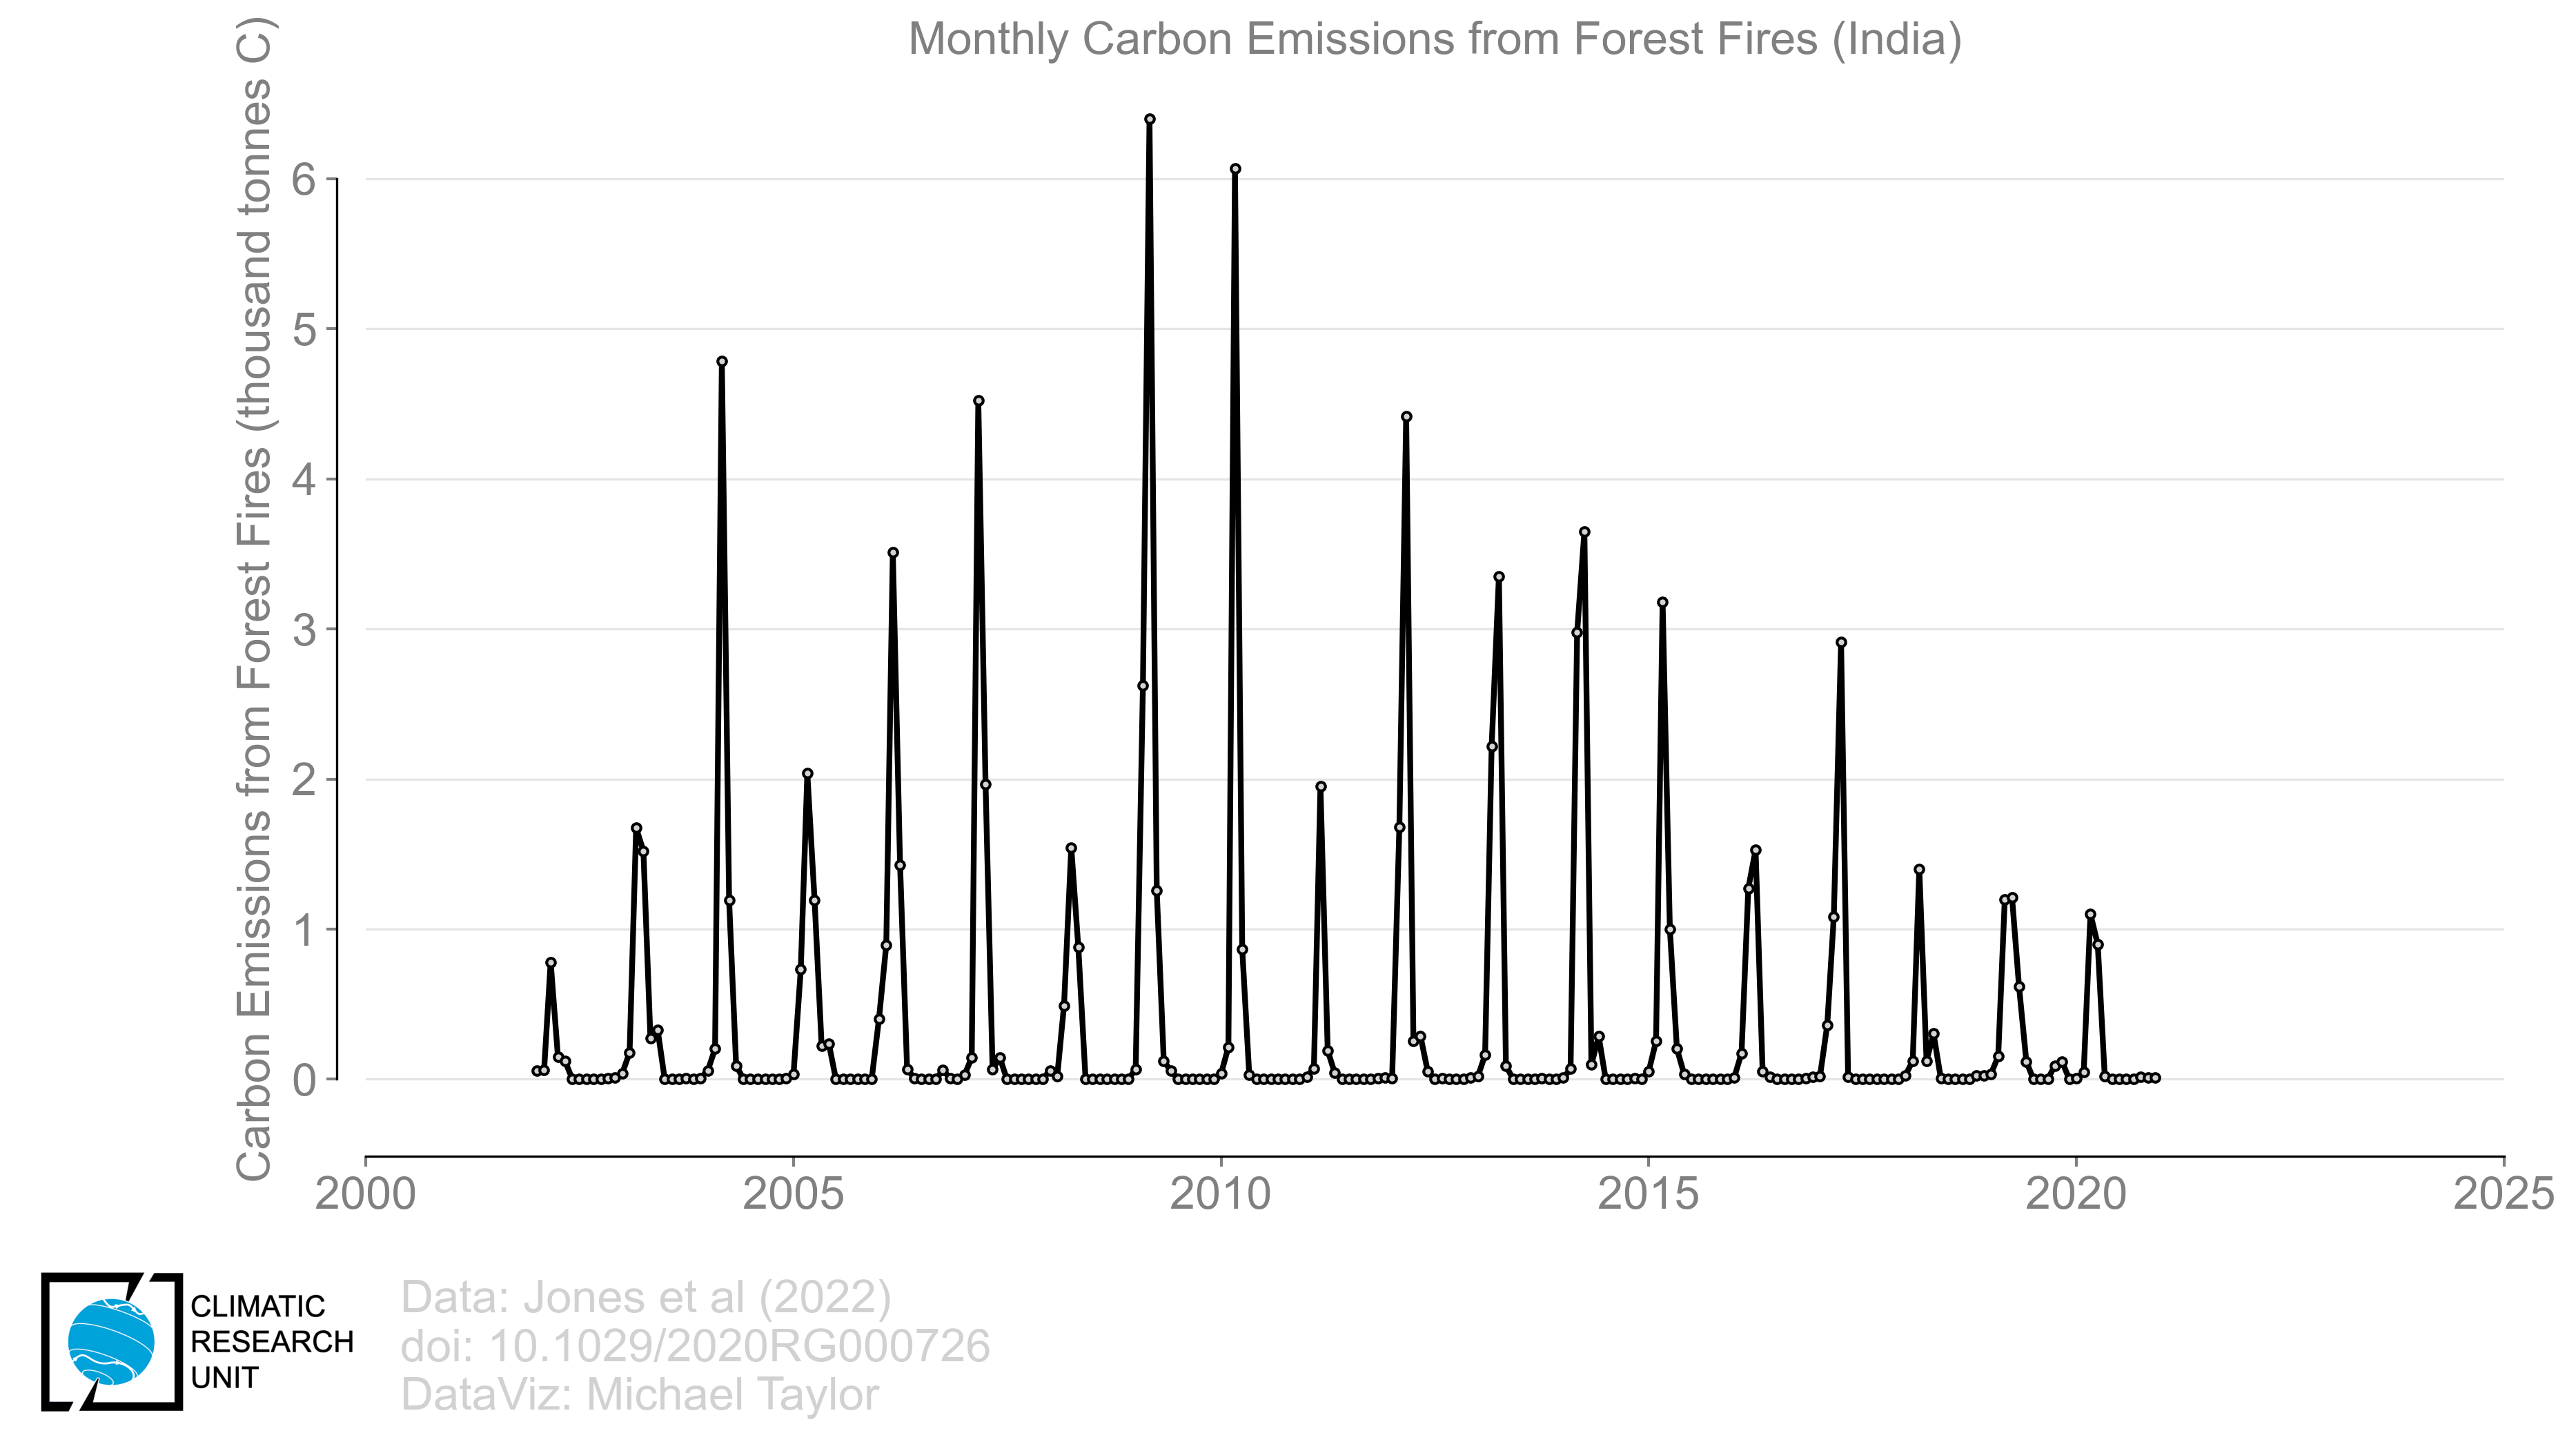 Monthly Carbon Emissions from Forest Fires (India)
Carbon Emissions from Forest Fires (thousand tonnes C)
6
5
4
3
2
1
0
2000
2005
2010
2015
2020
2025
CLIMATIC
RESEARCH
UNIT
Data: Jones et al (2022)
doi: 10.1029/2020RG000726
DataViz: Michael Taylor